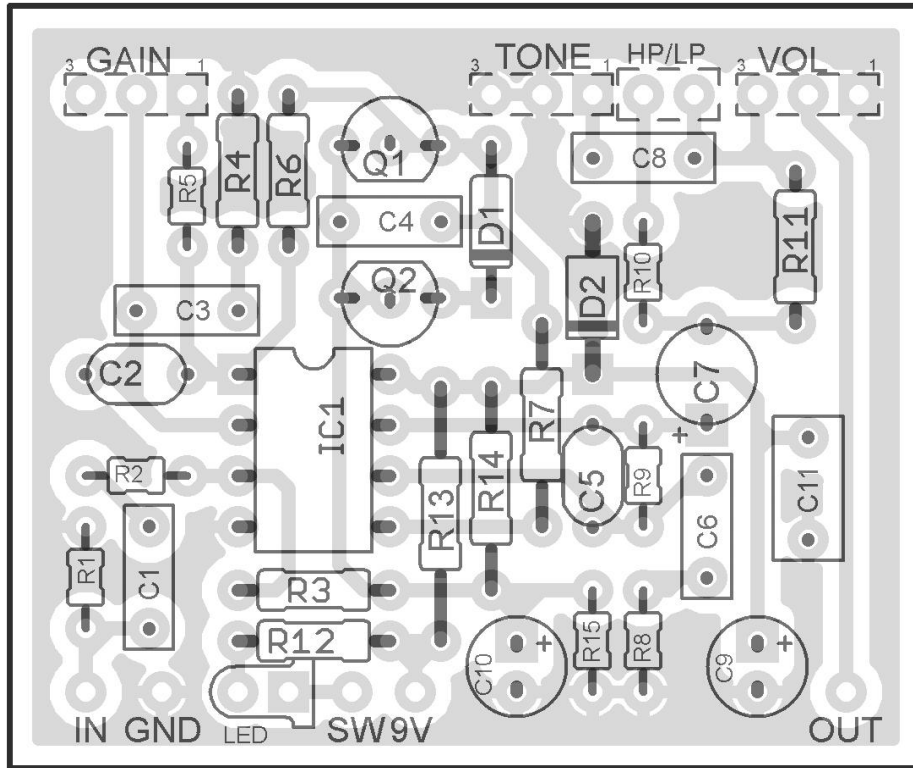 GAIN TONE HP/LP VOL
3 1 3 1 3 1
R5 R4 R6 Q1 C8
C4 D1 R11
C3 Q2 D2 R10
C2 IC1 C7
R7 +
R2 R13 R14 C5 R9 C6 C11
R1 C1 R3
R12 C10 + R15 R8 C9 +
IN GND LED SW 9V OUT